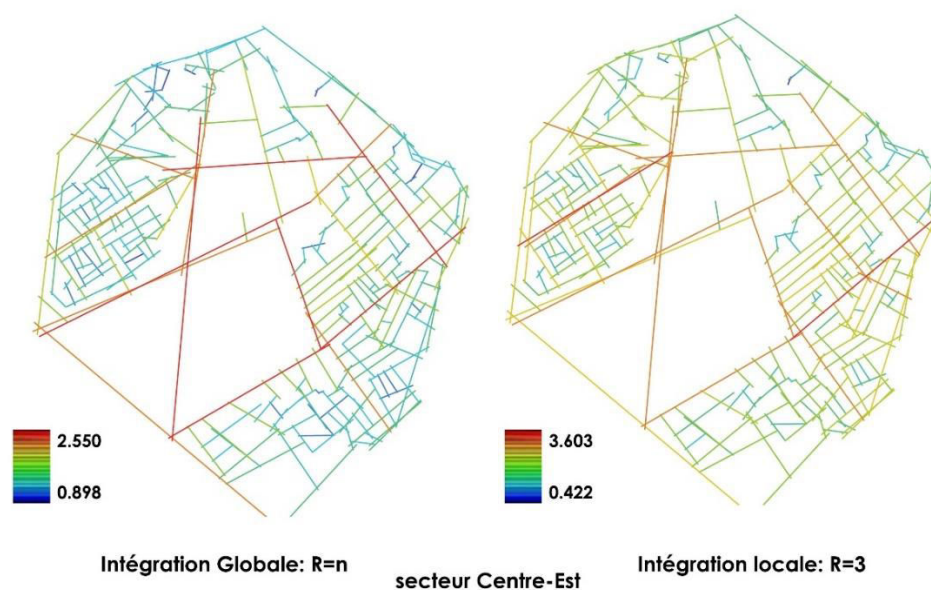 2.550
0.898
3.603
0.422
Intégration Globale: R=n
Intégration locale: R=3
secteur Centre-Est